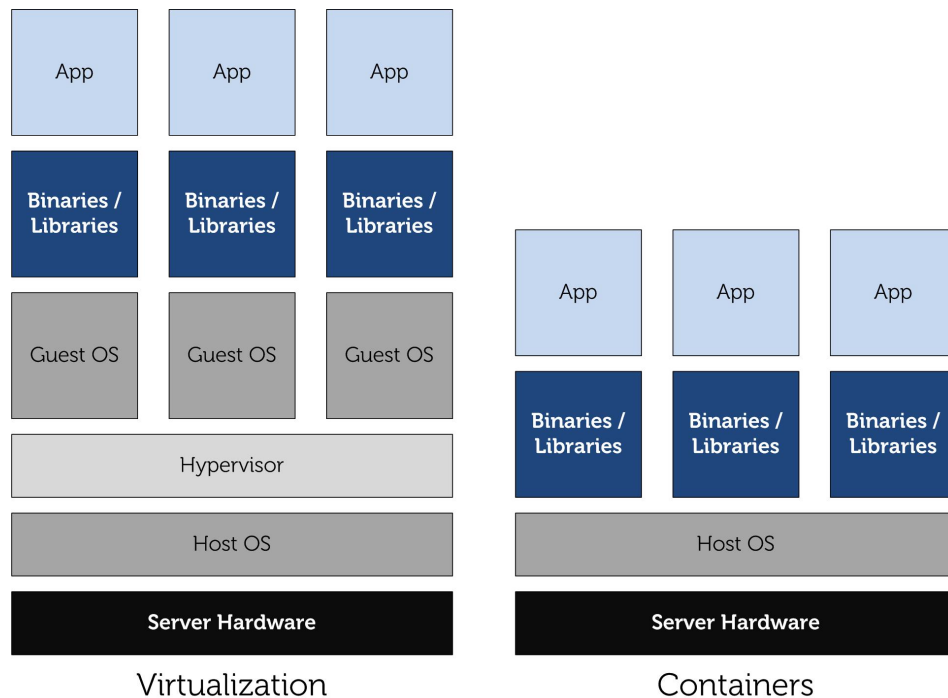 App
App
App
Binaries /
Libraries
Binaries /
Libraries
Binaries /
Libraries
Guest OS
Guest OS
Guest OS
Hypervisor
Host OS
Server Hardware
Virtualization
App
App
App
Binaries /
Libraries
Binaries /
Libraries
Binaries /
Libraries
Host OS
Server Hardware
Containers